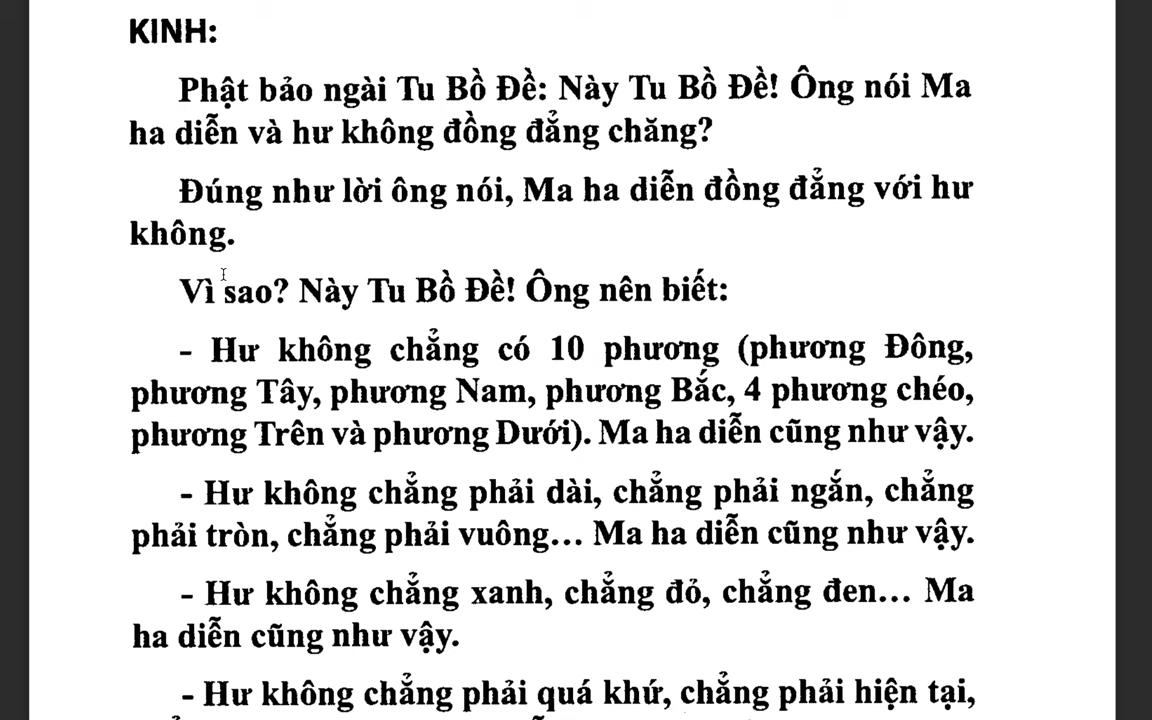 KINH:
Phật bảo ngài Tu Bồ Đề: Này Tu Bồ Đề! Ông nói Ma
ha diễn và hư không đồng đẳng chăng?
Đúng như lời ông nói, Ma ha diễn đồng đẳng với hư
không.
Vì sao? Này Tu Bồ Đề! Ông nên biết:
- Hư không chẳng có 10 phương (phương Đông,
phương Tây, phương Nam, phương Bắc, 4 phương chéo,
phương Trên và phương Dưới). Ma ha diễn cũng như vậy.
- Hư không chẳng phải dài, chẳng phải ngắn, chẳng
phải tròn, chẳng phải vuông... Ma ha diễn cũng như vậy.
- Hư không chẳng xanh, chẳng đỏ, chẳng đen... Ma
ha diễn cũng như vậy.
- Hư không chẳng phải quá khứ, chẳng phải hiện tại,